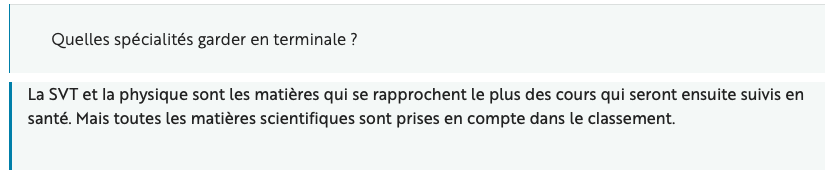 Quelles spécialités garder en terminale ?
La SVT et la physique sont les matières qui se rapprochent le plus des cours qui seront ensuite suivis en
santé. Mais toutes les matières scientifiques sont prises en compte dans le classement.